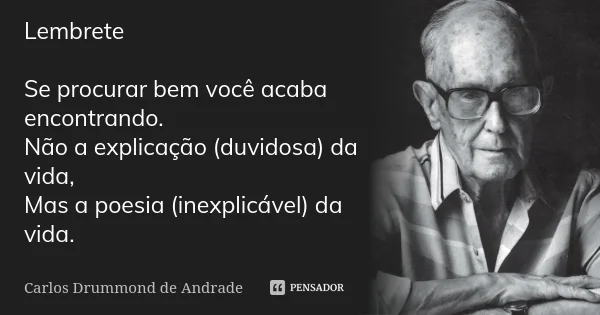 Lembrete
Se procurar bem você acaba
encontrando.
Não a explicação (duvidosa) da
vida,
Mas a poesia (inexplicável) da
vida.
Carlos Drummond de Andrade
PENSADOR